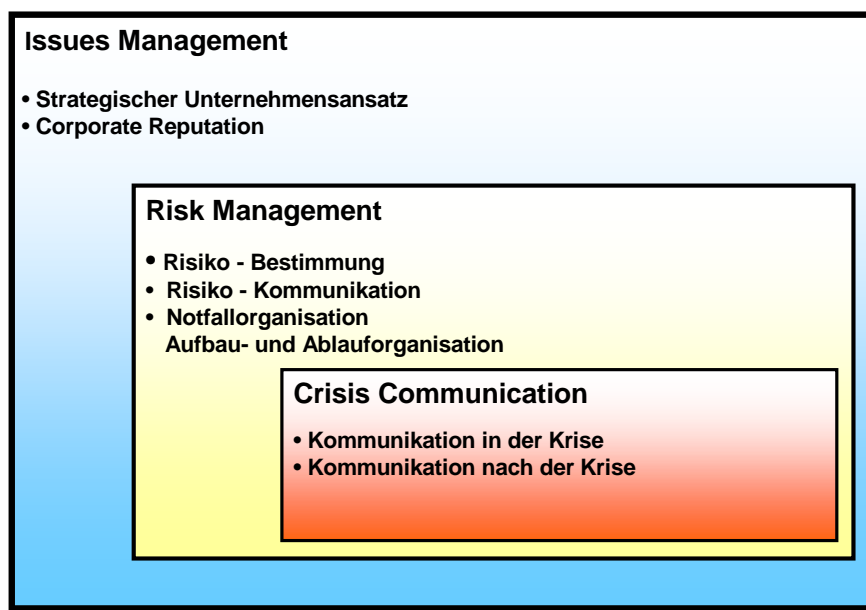 Issues Management
• Strategischer Unternehmensansatz
• Corporate Reputation
Risk Management
• Risiko - Bestimmung
• Risiko - Kommunikation
• Notfallorganisation
Aufbau- und Ablauforganisation
Crisis Communication
• Kommunikation in der Krise
• Kommunikation nach der Krise